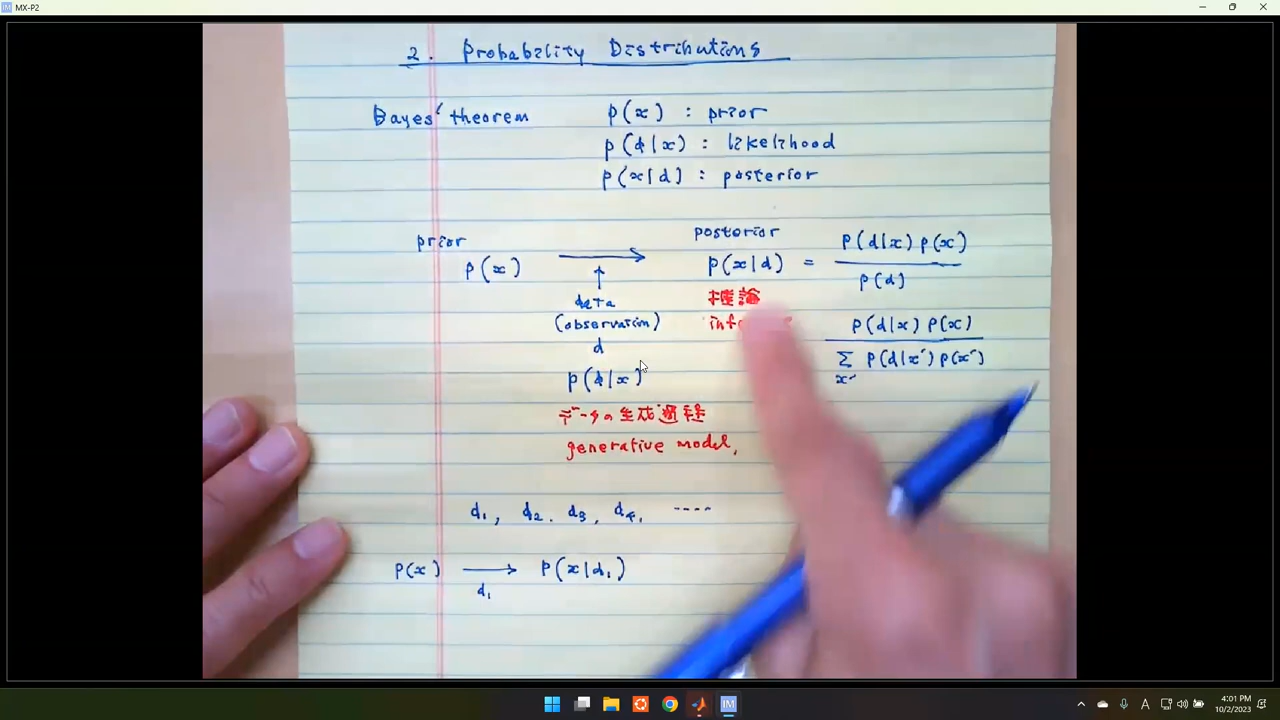 MX-P2
2. Probability Distributions
Bayes' theorem
p(x) : prior
p(d|x) : likelihood
p(x|d) : posterior
prior
p(x)
data
(observation)
d
p(d|x)
データの生成過程
generative model,
posterior
p(x|d) = p(d|x) p(x) / p(d)
推論
p(d|x) p(x) / Σx' p(d|x') p(x')
d1, d2, d3, d4, ----
p(x) → p(x|d1)
d1
4:01 PM
10/2/2023